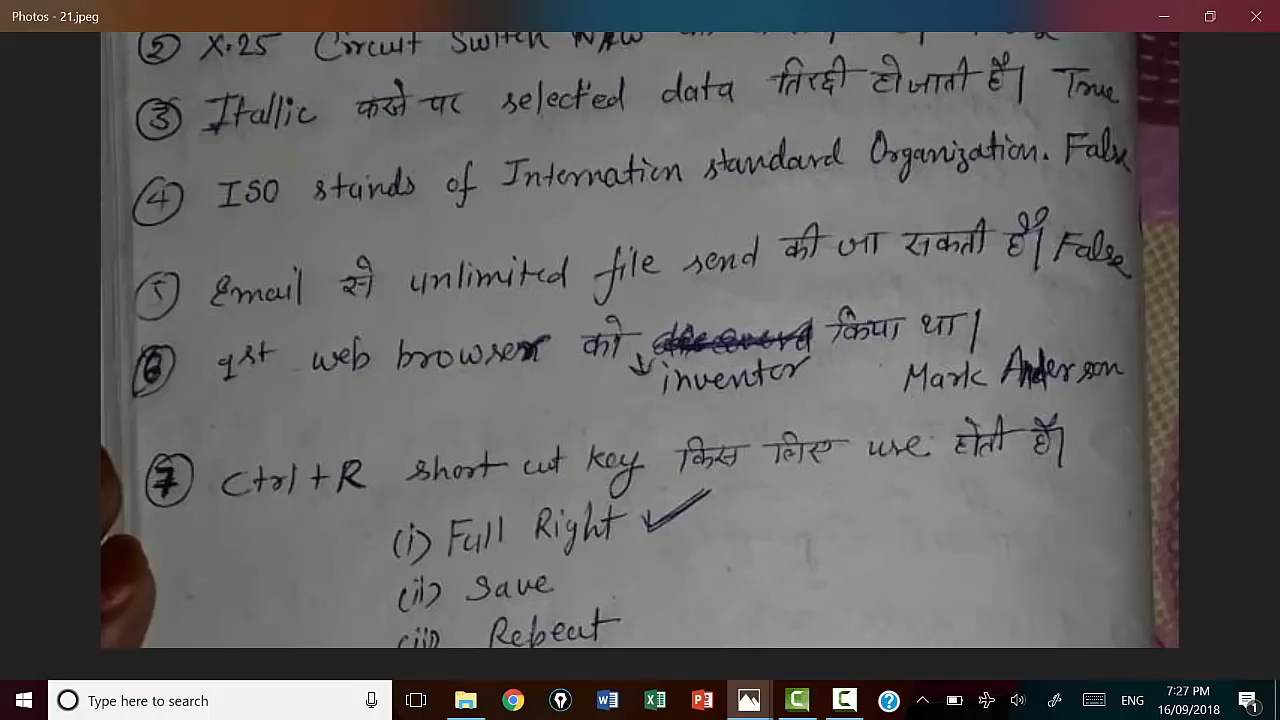 Photos - 21.jpeg
② X.25 Circuit Switch N/W
③ Itallic करने पर selected data तिरछी हो जाती है। True
④ ISO stands of Internation standard Organization. False
⑤ Email से unlimited file send की जा सकती है। False
⑥ 1st web browser को किया था।
inventor Mark Anderson
⑦ Ctrl+R short cut key किस लिए use होती है।
(i) Full Right ✓
(ii) Save
(iii) Repeat
Type here to search
ENG
7:27 PM
16/09/2018
1